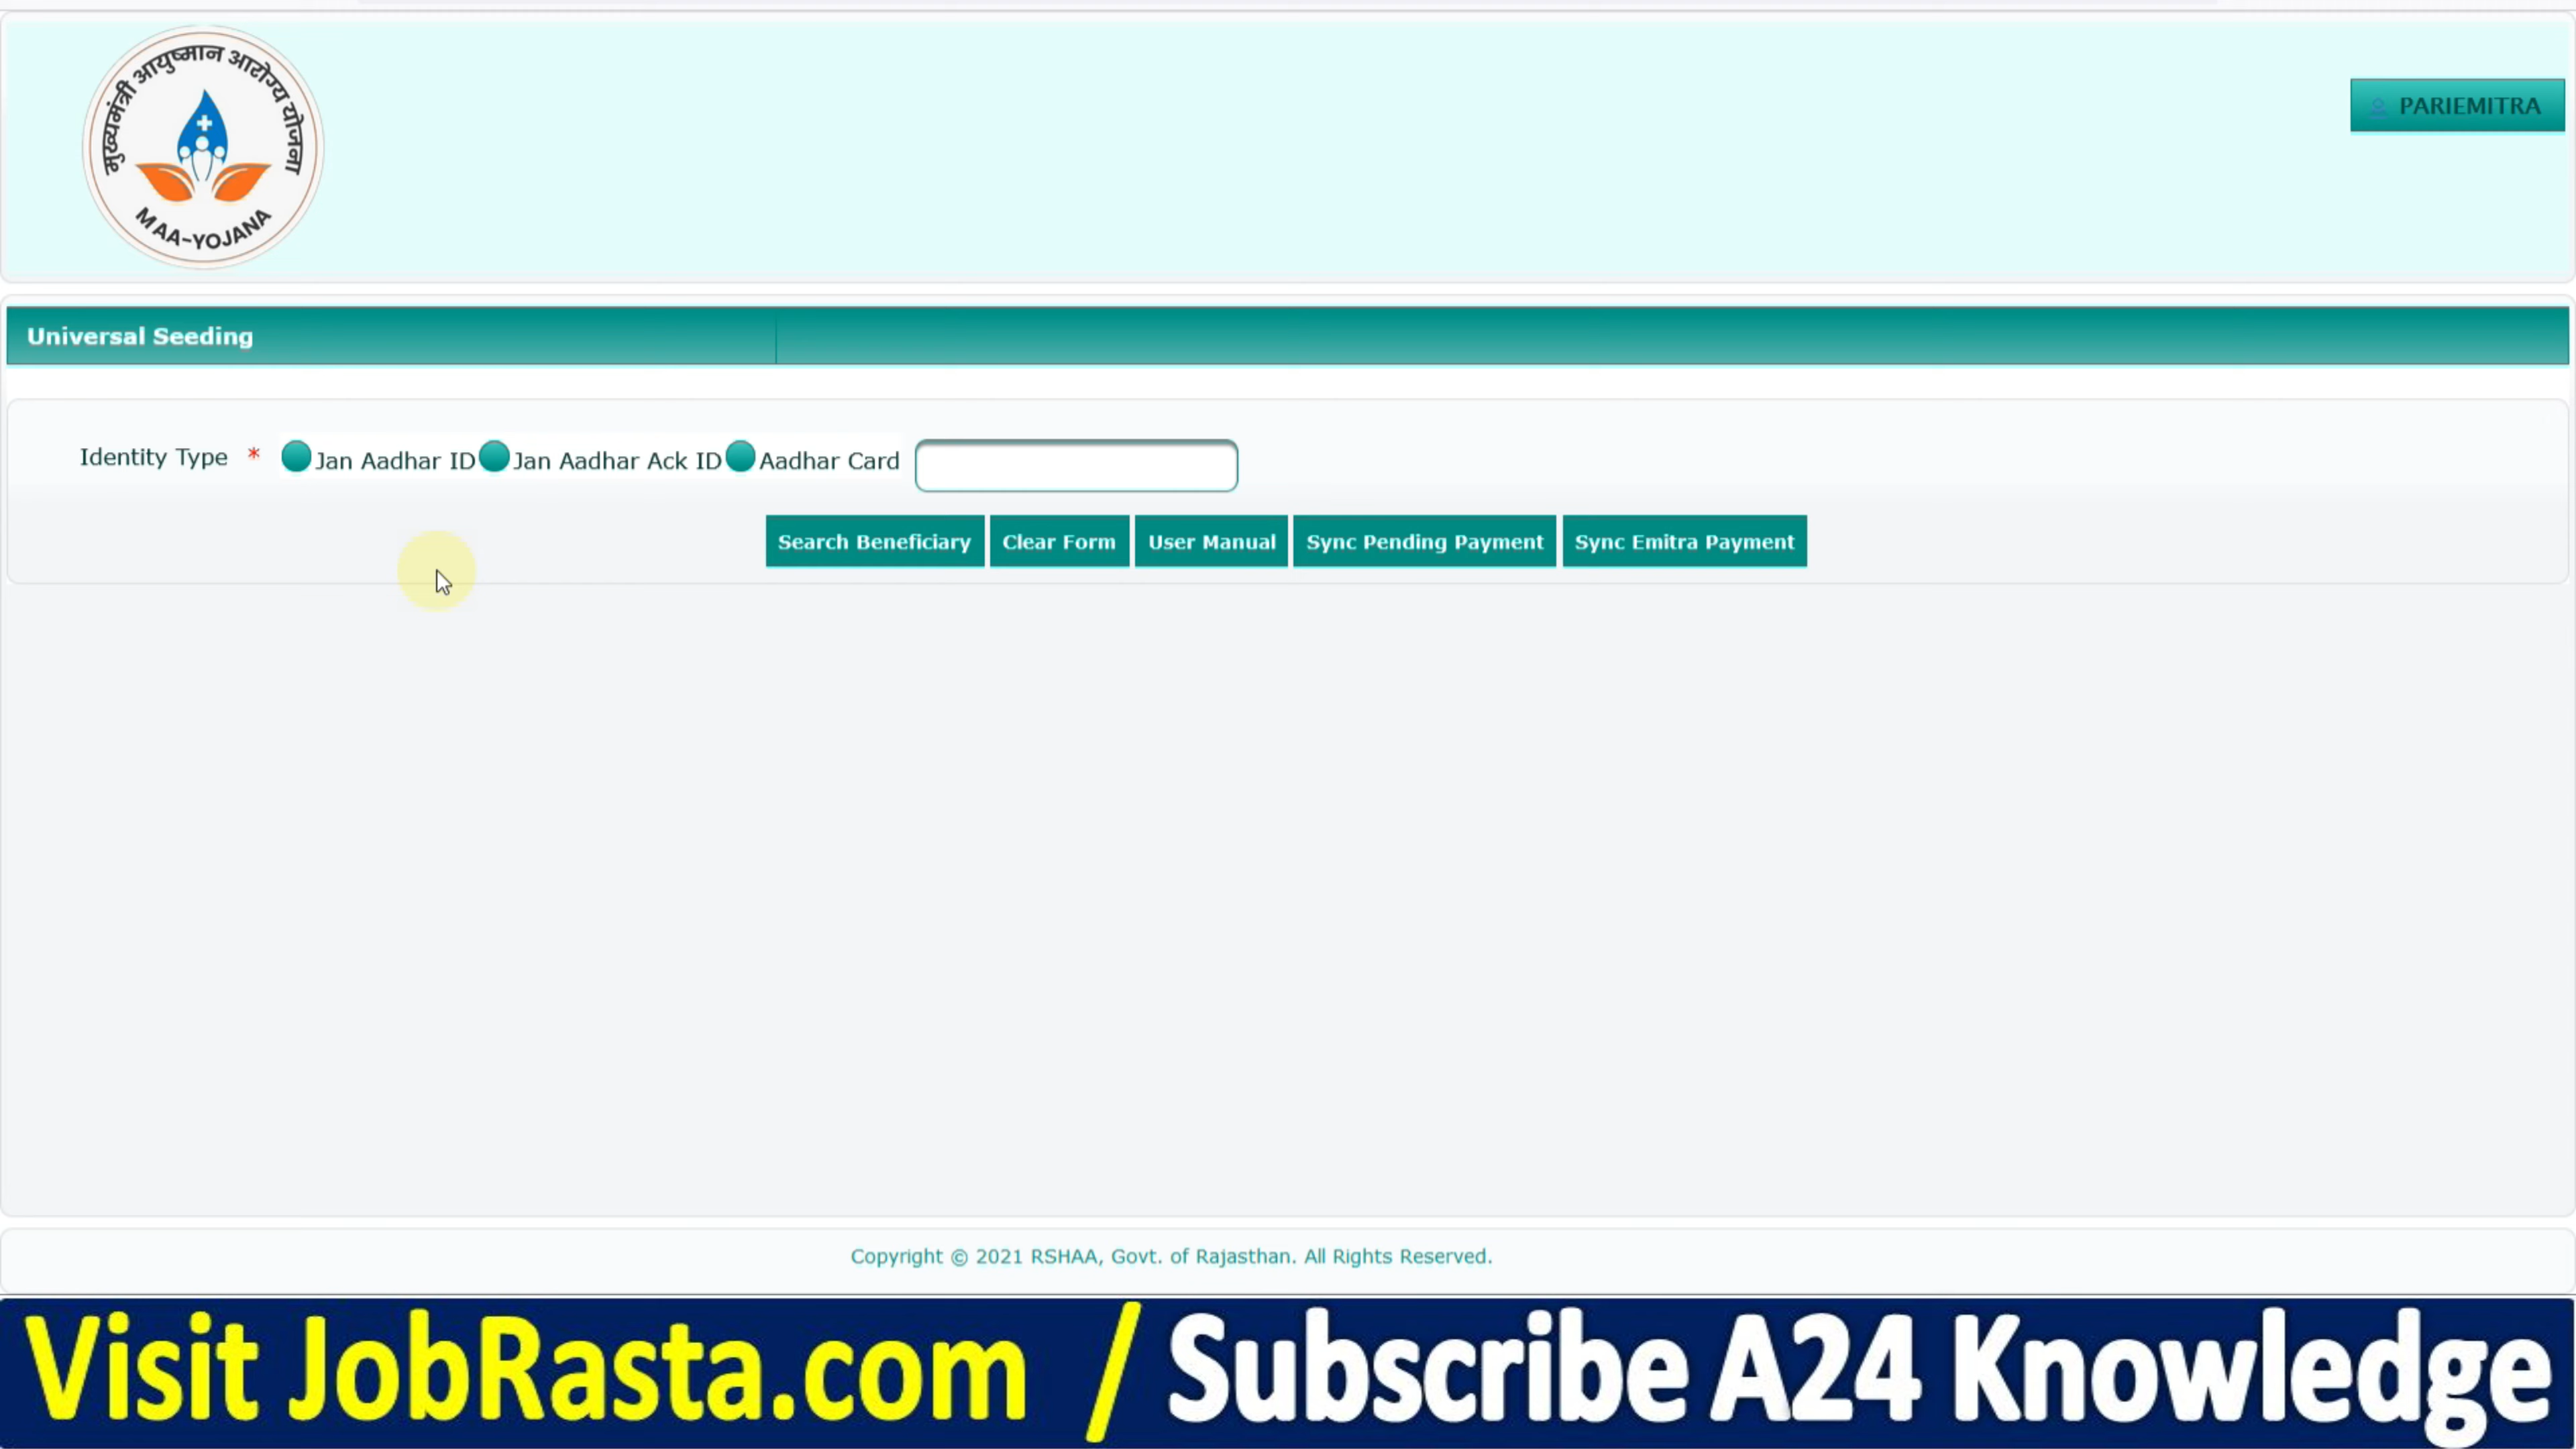 मुख्यमंत्री आयुष्मान आरोग्य योजना
MAA-YOJANA
PARIEMITRA
Universal Seeding
Identity Type * Jan Aadhar ID Jan Aadhar Ack ID Aadhar Card
Search Beneficiary Clear Form User Manual Sync Pending Payment Sync Emitra Payment
Copyright © 2021 RSHAA, Govt. of Rajasthan. All Rights Reserved.
Visit JobRasta.com / Subscribe A24 Knowledge